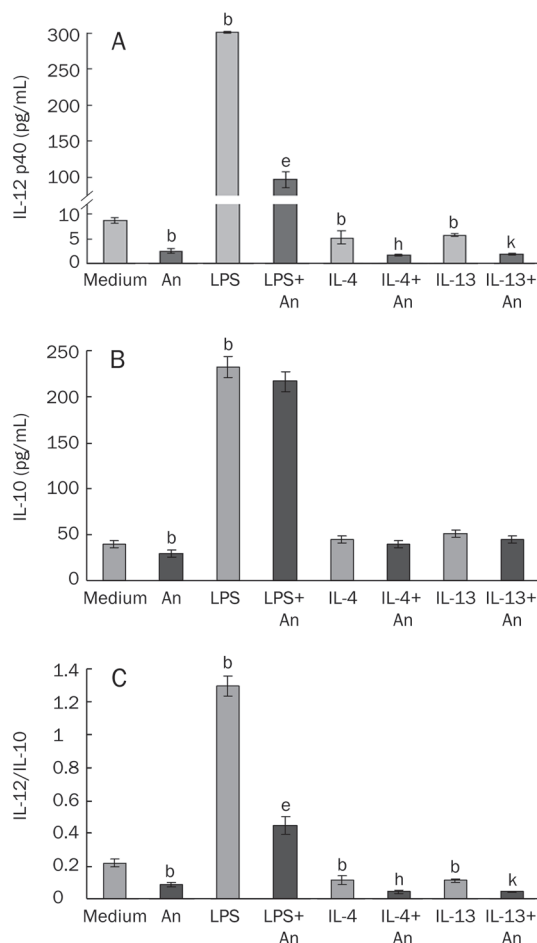 A
IL-12 p40 (pg/mL)
300
250
200
150
100
10
5
0
b
b
e
b
h
b
k
Medium An LPS LPS+ IL-4 IL-4+ IL-13 IL-13+
An An An
B
IL-10 (pg/mL)
250
200
150
100
50
0
b
b
Medium An LPS LPS+ IL-4 IL-4+ IL-13 IL-13+
An An An
C
IL-12/IL-10
1.4
1.2
1
0.8
0.6
0.4
0.2
0
b
b
e
b
h
b
k
Medium An LPS LPS+ IL-4 IL-4+ IL-13 IL-13+
An An An